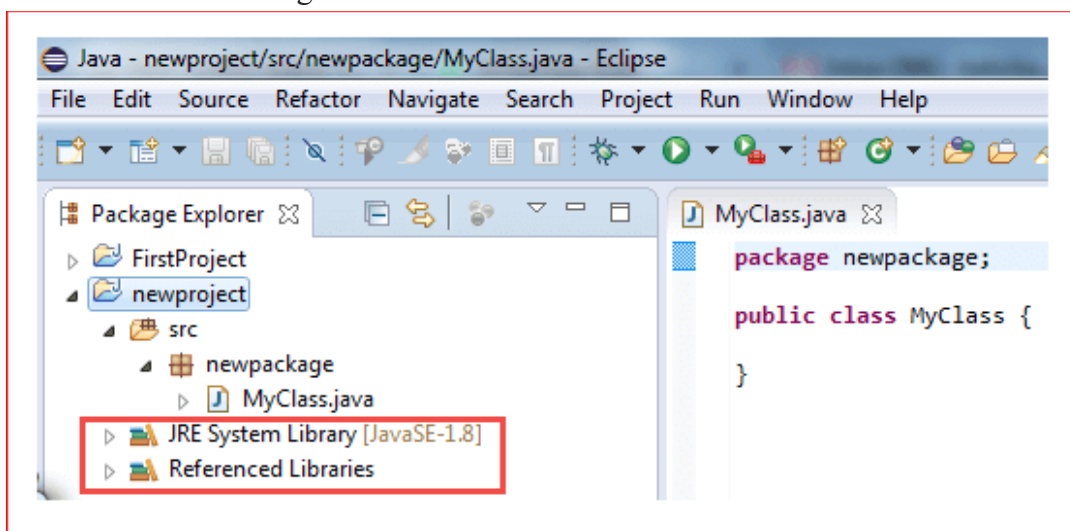 Java - newproject/src/newpackage/MyClass.java - Eclipse
File Edit Source Refactor Navigate Search Project Run Window Help
Package Explorer
FirstProject
newproject
src
newpackage
MyClass.java
JRE System Library [JavaSE-1.8]
Referenced Libraries
MyClass.java
package newpackage;
public class MyClass {
}